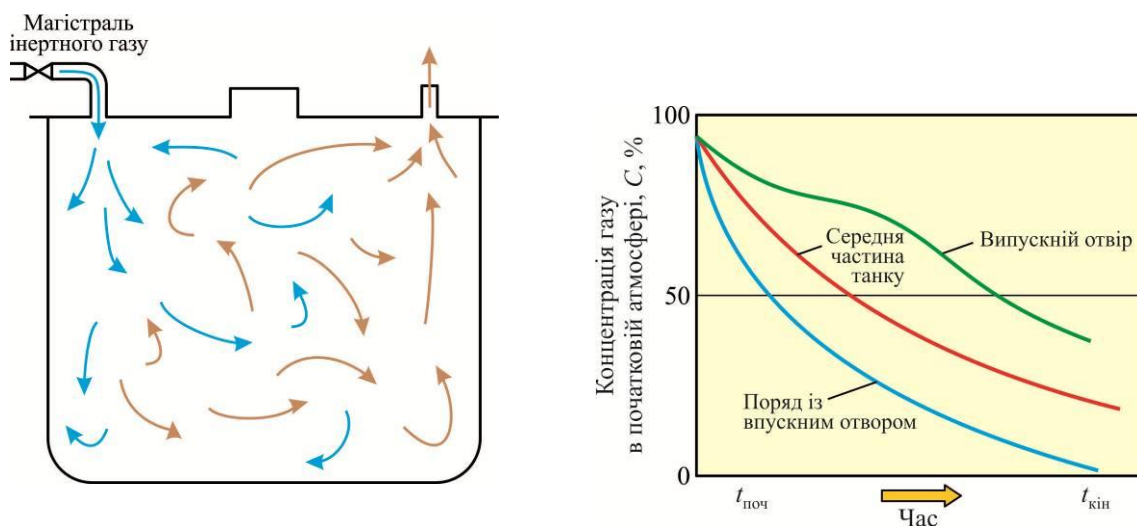 Магістраль
інертного газу
Концентрація газу
в початковій атмосфері, C, %
100
50
0
Середня
частина
танку
Випускній отвір
Поряд із
впускним отвором
tпоч
Час
tкін